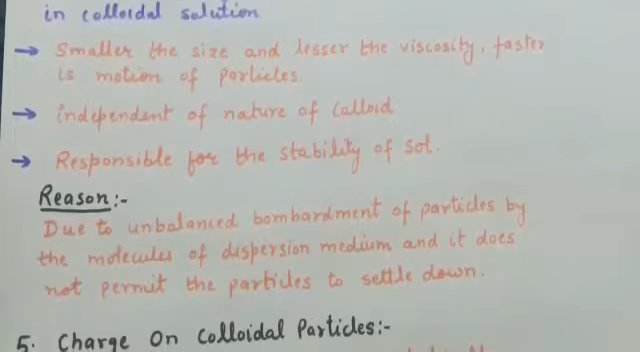 in colloidal solution
→ Smaller the size and lesser the viscosity, faster
is motion of particles.
→ independent of nature of Colloid
→ Responsible for the stability of sol.
Reason:-
Due to unbalanced bombardment of particles by
the molecules of dispersion medium and it does
not permit the particles to settle down.
5. Charge On Colloidal Particles:-